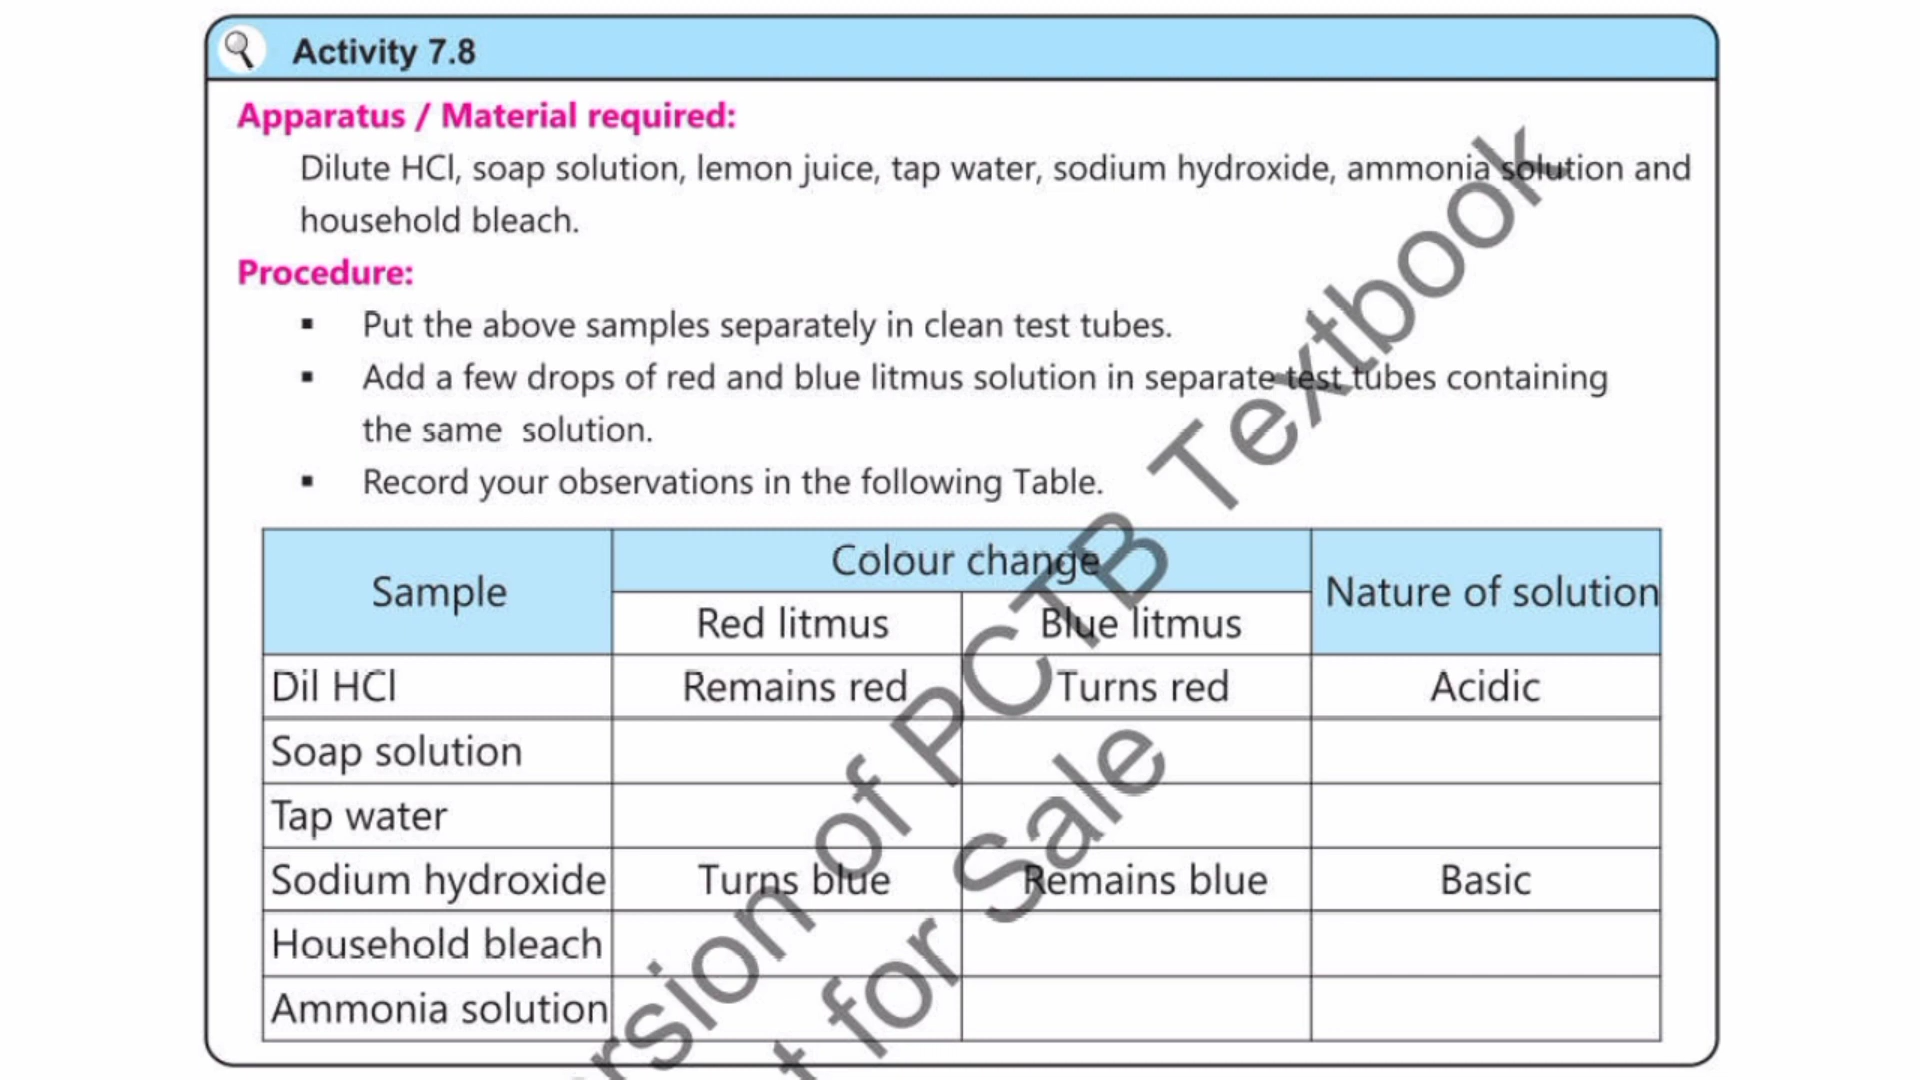 Activity 7.8
Apparatus / Material required:
Dilute HCl, soap solution, lemon juice, tap water, sodium hydroxide, ammonia solution and
household bleach.
Procedure:
▪ Put the above samples separately in clean test tubes.
▪ Add a few drops of red and blue litmus solution in separate test tubes containing
the same solution.
▪ Record your observations in the following Table.
Sample Colour change Nature of solution
Red litmus Blue litmus
Dil HCl Remains red Turns red Acidic
Soap solution
Tap water
Sodium hydroxide Turns blue Remains blue Basic
Household bleach
Ammonia solution
of PCTB Textbook
for Sale